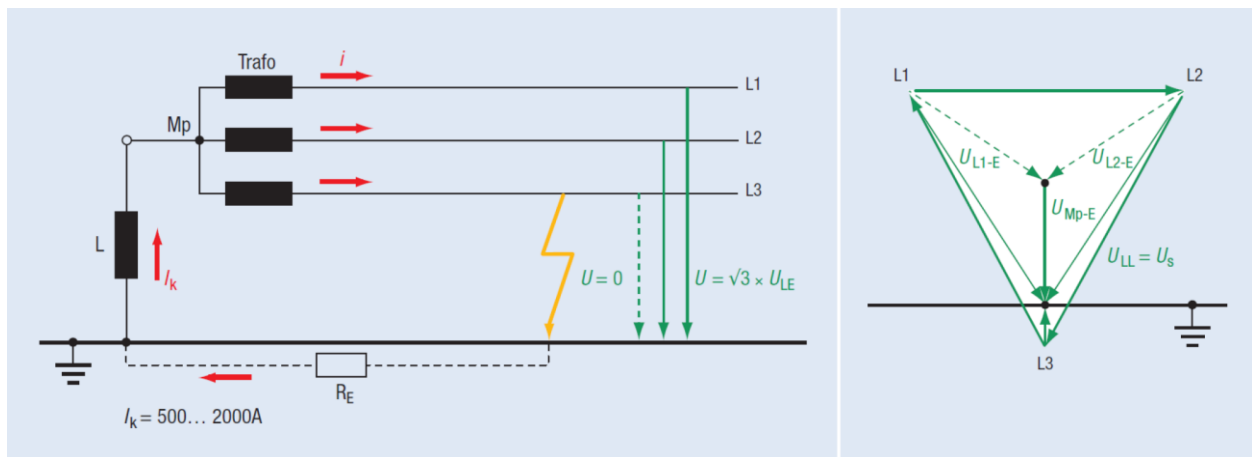 Trafo
i
L1
Mp
L2
L3
L
Ik
U = 0
U = √3 × ULE
RE
Ik = 500... 2000A
L1
L2
UL1-E
UL2-E
UMp-E
ULL = Us
L3